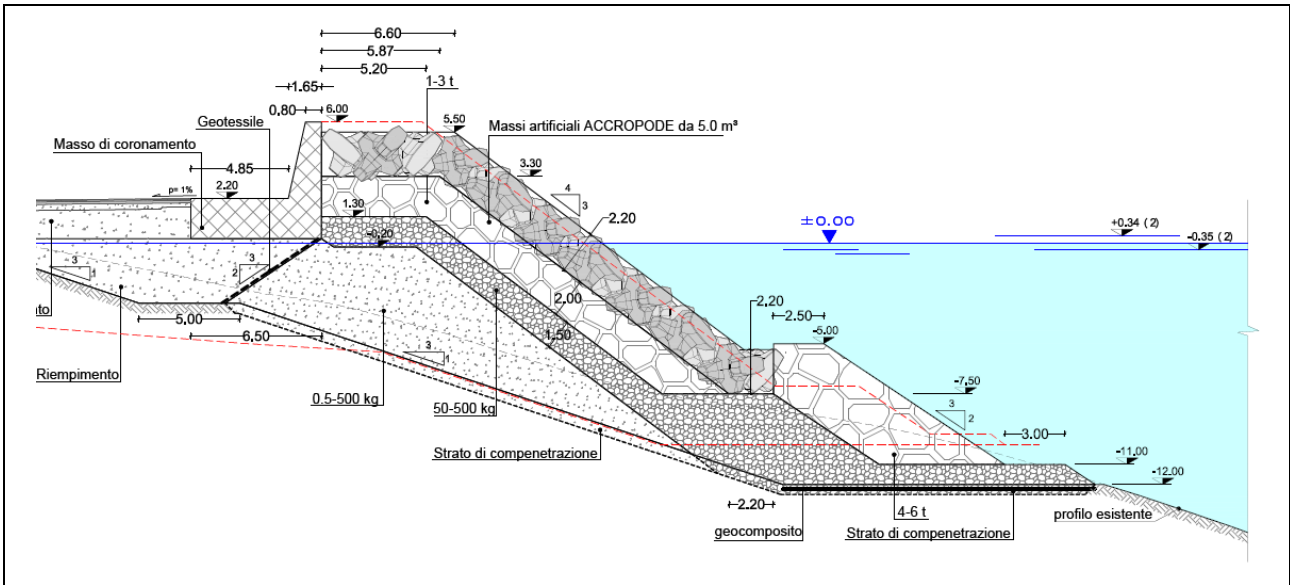 6.60
5.87
5.20
1-3 t
1.65
0.80
6.00
Geotessile
5.50
Massi artificiali ACCROPODE da 5.0 m³
Masso di coronamento
4.85
3.30
p= 1%
2.20
4
3
1.30
2.20
±0.00
+0.34 (2)
-0.20
-0.35 (2)
3
1
3
2
2.00
2.20
2.50
5.00
1.50
-5.00
6.50
3
1
Riempimento
0.5-500 kg
50-500 kg
-7.50
3
2
3.00
Strato di compenetrazione
-11.00
-12.00
2.20
4-6 t
geocomposito
Strato di compenetrazione
profilo esistente